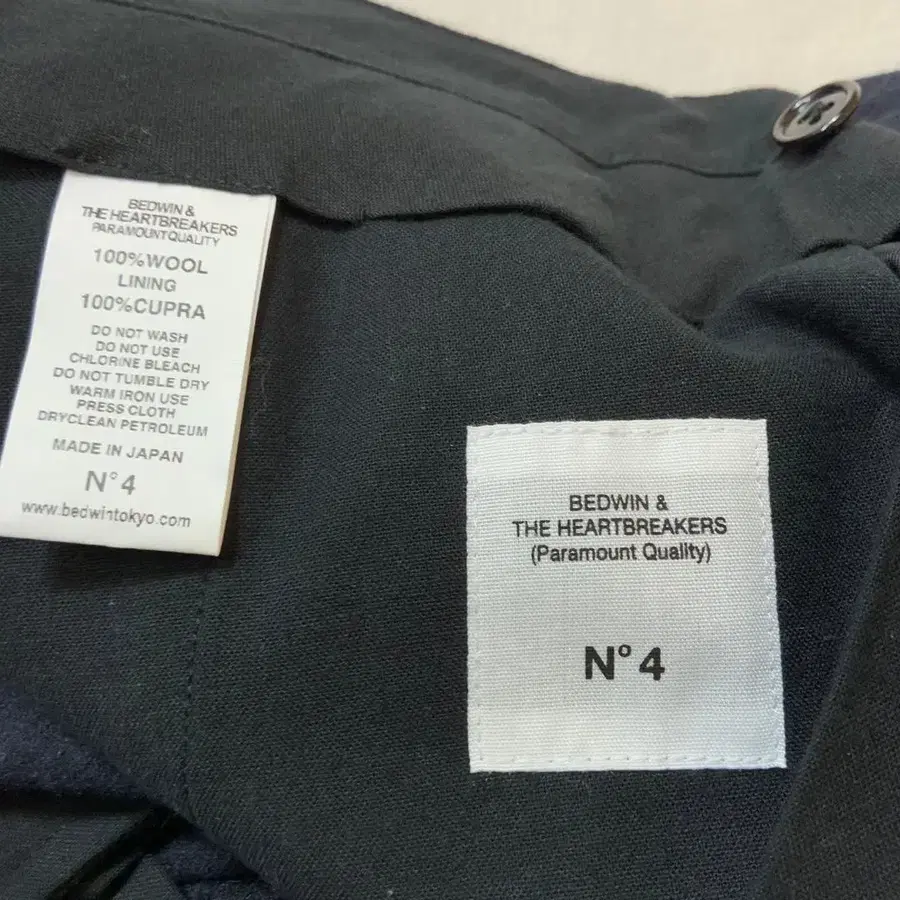 BEDWIN &
THE HEARTBREAKERS
PARAMOUNT QUALITY
100%WOOL
LINING
100%CUPRA
DO NOT WASH
DO NOT USE
CHLORINE BLEACH
DO NOT TUMBLE DRY
WARM IRON USE
PRESS CLOTH
DRYCLEAN PETROLEUM
MADE IN JAPAN
N°4
www.bedwintokyo.com
BEDWIN &
THE HEARTBREAKERS
(Paramount Quality)
N°4